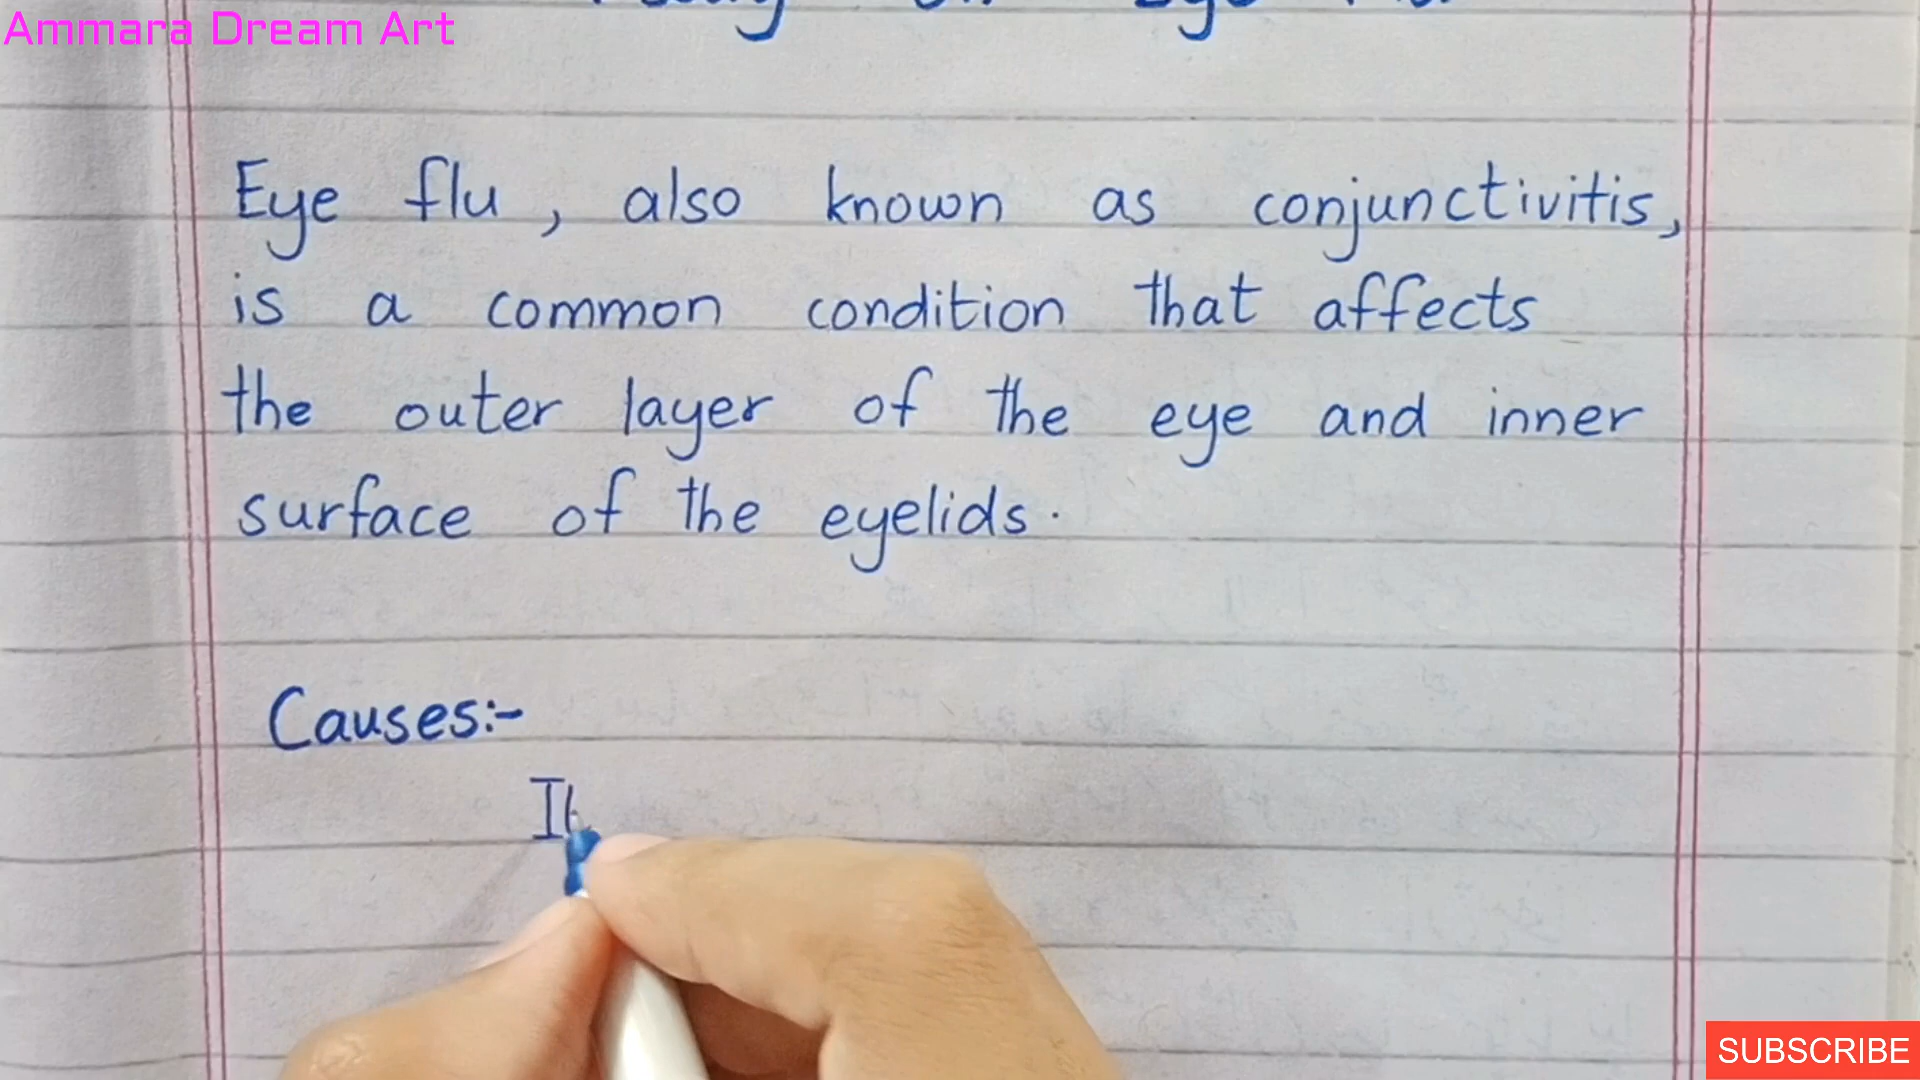 Ammara Dream Art
Eye flu, also known as conjunctivitis,
is a common condition that affects
the outer layer of the eye and inner
surface of the eyelids.
Causes:-
SUBSCRIBE